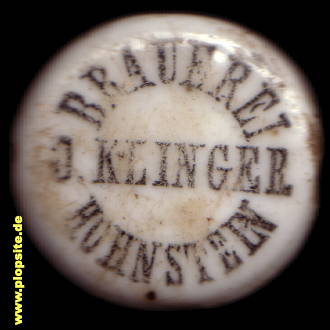 BRAUEREI
J. KLINGER
HOHNSTEIN
www.plopsite.de